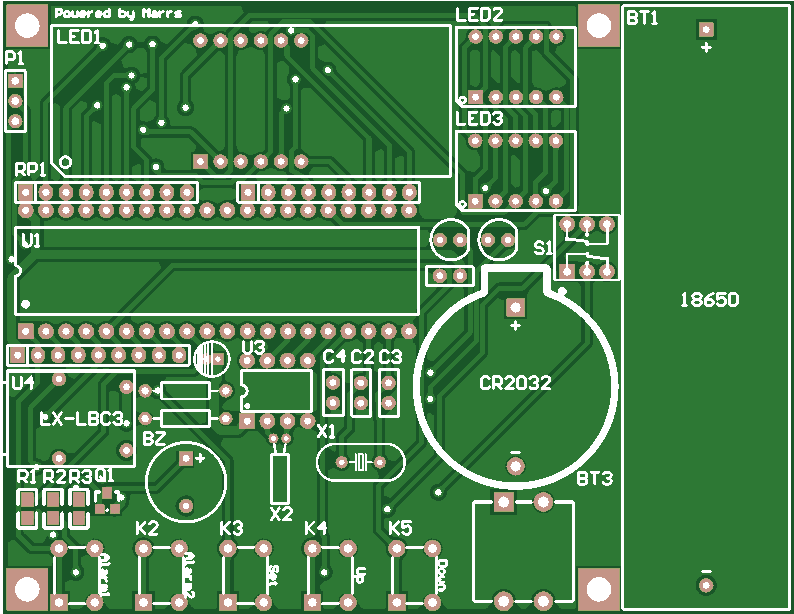 Powered by Marrs
LED1
LED2
BT1
P1
LED3
RP1
U1
S1
18650
U3
C4
C2
C3
U4
CR2032
LX-LBC3
BZ
X1
R1
R2
R3
Q1
BT3
X2
K2
K3
K4
K5
Alarm1
Alarm2
Set
Up
Down